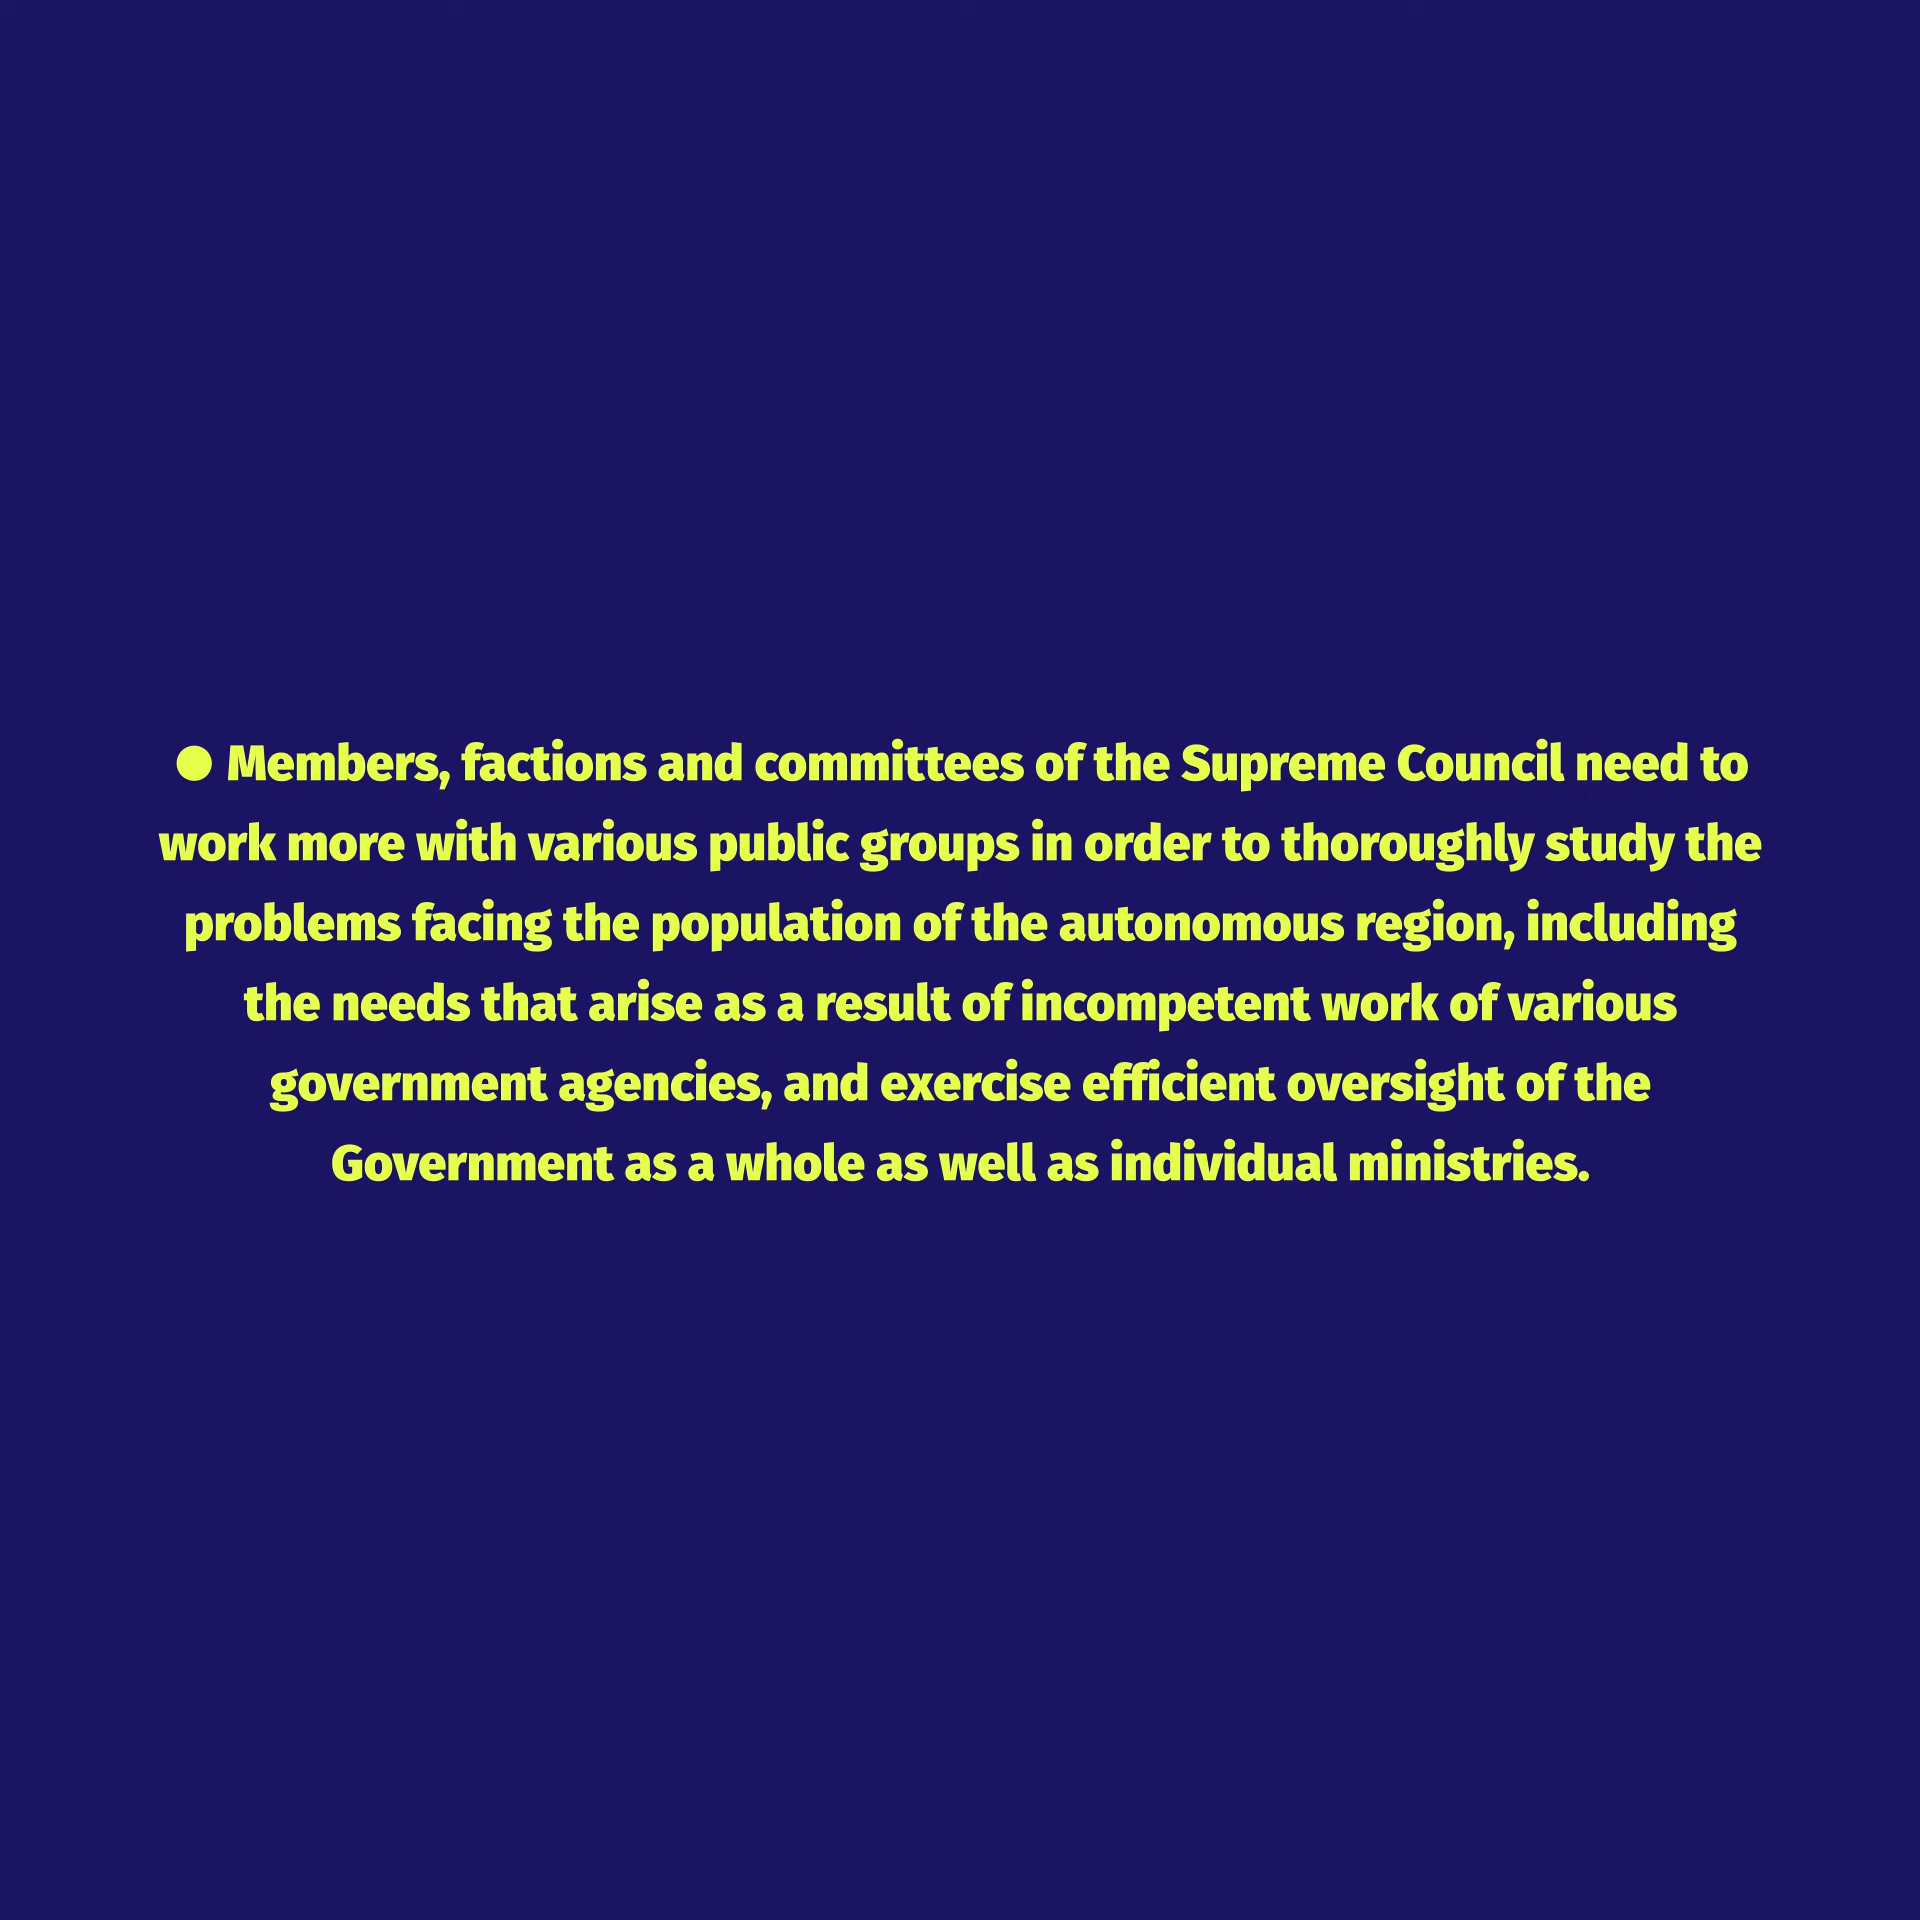 ● Members, factions and committees of the Supreme Council need to
work more with various public groups in order to thoroughly study the
problems facing the population of the autonomous region, including
the needs that arise as a result of incompetent work of various
government agencies, and exercise efficient oversight of the
Government as a whole as well as individual ministries.